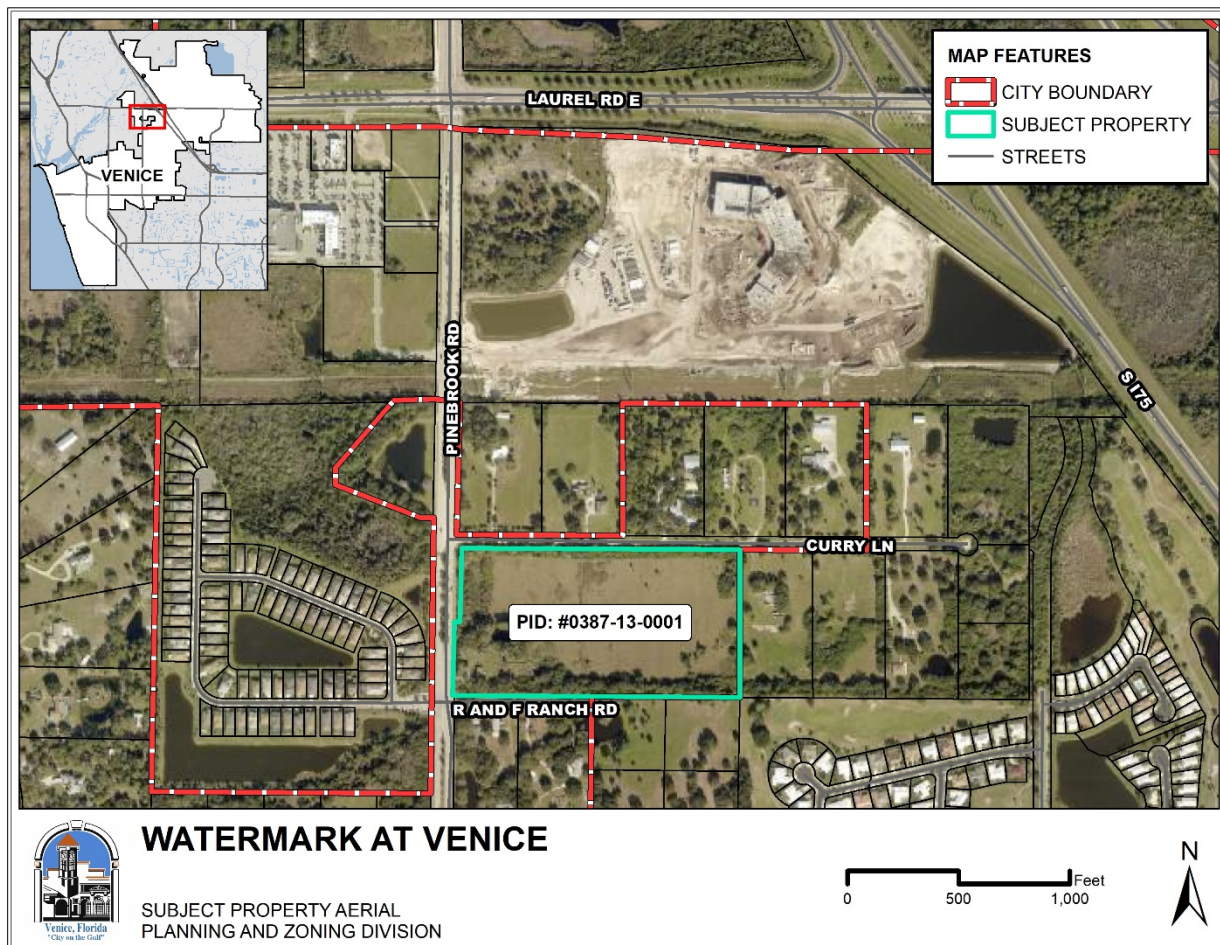 LAUREL RD E
MAP FEATURES
CITY BOUNDARY
SUBJECT PROPERTY
STREETS
VENICE
PINEBROOK RD
S I75
CURRY LN
PID: #0387-13-0001
R AND F RANCH RD
WATERMARK AT VENICE
SUBJECT PROPERTY AERIAL
PLANNING AND ZONING DIVISION
Venice, Florida
"City on the Gulf"
0 500 1,000
Feet
N